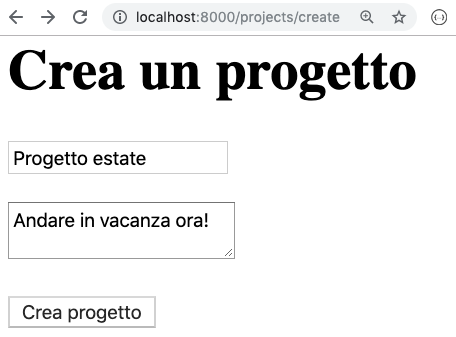 localhost:8000/projects/create
Crea un progetto
Progetto estate
Andare in vacanza ora!
Crea progetto